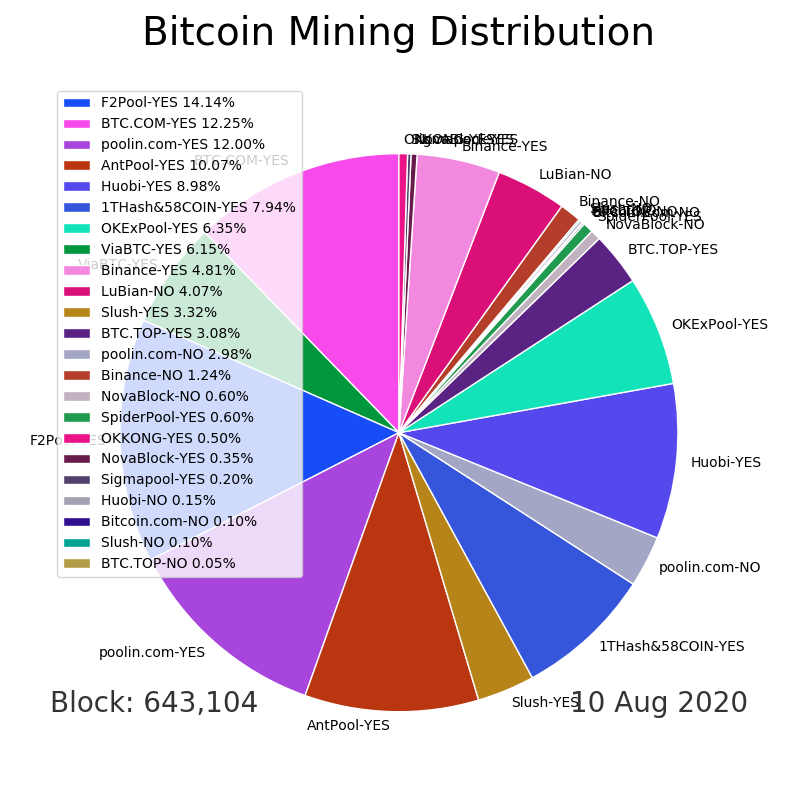 Bitcoin Mining Distribution
F2Pool-YES 14.14%
BTC.COM-YES 12.25%
poolin.com-YES 12.00%
AntPool-YES 10.07%
Huobi-YES 8.98%
1THash&58COIN-YES 7.94%
OKExPool-YES 6.35%
ViaBTC-YES 6.15%
Binance-YES 4.81%
LuBian-NO 4.07%
Slush-YES 3.32%
BTC.TOP-YES 3.08%
poolin.com-NO 2.98%
Binance-NO 1.24%
NovaBlock-NO 0.60%
SpiderPool-YES 0.60%
OKKONG-YES 0.50%
NovaBlock-YES 0.35%
Sigmapool-YES 0.20%
Huobi-NO 0.15%
Bitcoin.com-NO 0.10%
Slush-NO 0.10%
BTC.TOP-NO 0.05%
BTC.COM-YES
ViaBTC-YES
poolin.com-YES
AntPool-YES
Slush-YES
1THash&58COIN-YES
poolin.com-NO
Huobi-YES
OKExPool-YES
BTC.TOP-YES
NovaBlock-NO
Binance-NO
LuBian-NO
Binance-YES
Block: 643,104
10 Aug 2020